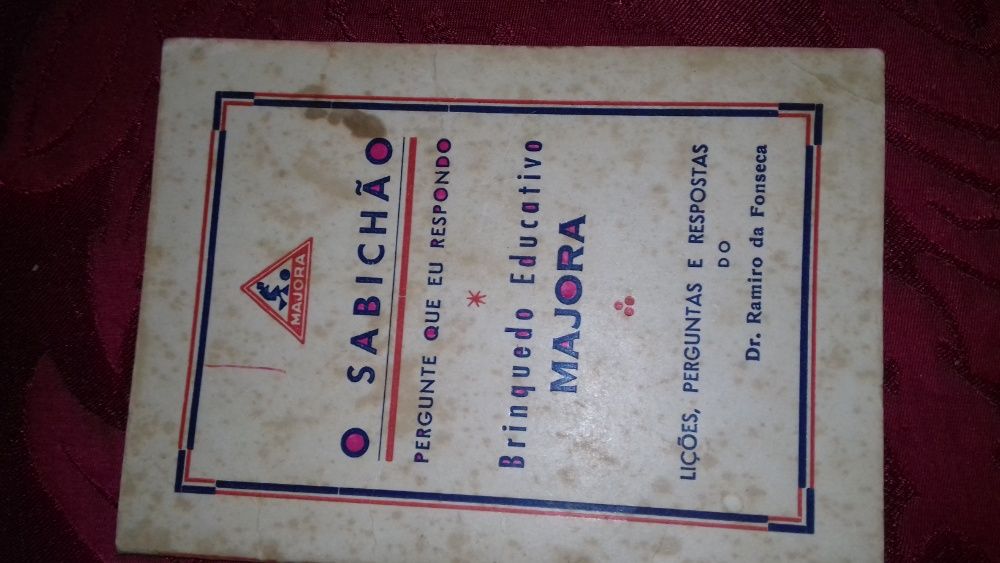 MAJORA
O SABICHÃO
PERGUNTE QUE EU RESPONDO
Brinquedo Educativo
MAJORA
LIÇÕES, PERGUNTAS E RESPOSTAS
DO
Dr. Ramiro da Fonseca